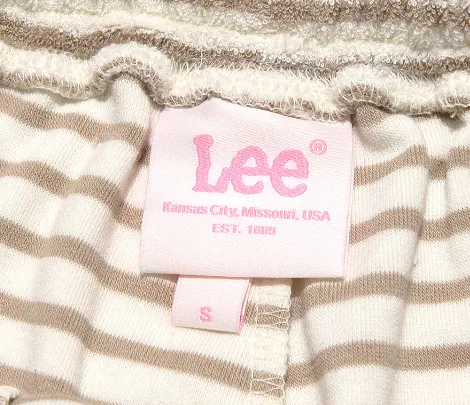 Lee®
Kansas City, Missouri, USA
EST. 1889
S